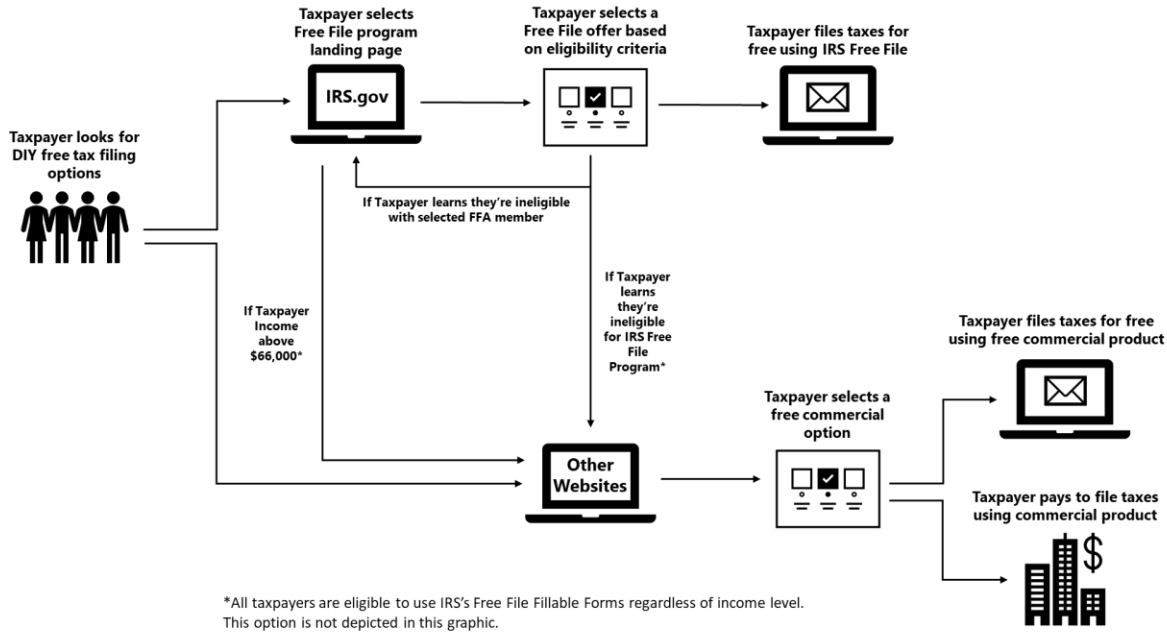 Taxpayer selects
Free File program
landing page
IRS.gov
Taxpayer selects a
Free File offer based
on eligibility criteria
Taxpayer files taxes for
free using IRS Free File
Taxpayer looks for
DIY free tax filing
options
If Taxpayer learns they're ineligible
with selected FFA member
If Taxpayer
Income
above
$66,000*
If Taxpayer
learns
they're
ineligible
for IRS Free
File
Program*
Other
Websites
Taxpayer selects a
free commercial
option
Taxpayer files taxes for free
using free commercial product
Taxpayer pays to file taxes
using commercial product
$
*All taxpayers are eligible to use IRS's Free File Fillable Forms regardless of income level.
This option is not depicted in this graphic.